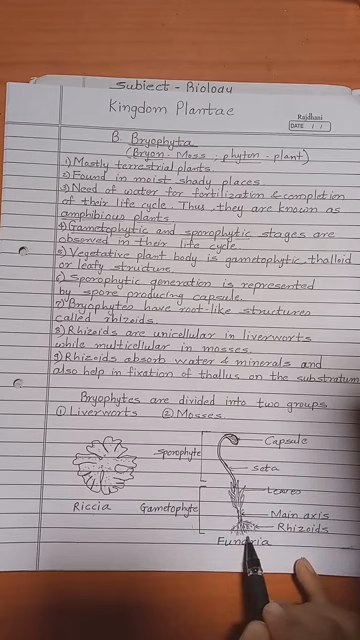 Subject - Biology
Kingdom Plantae
Rajdhani
DATE / /
B. Bryophyta
(Bryon - Moss ; phyton - plant)
1) Mostly terrestrial plants.
2) Found in moist shady places
3) Need of water for fertilization & completion
of their life cycle. Thus they are known as
amphibious plants
4) Gametophytic and sporophytic stages are
observed in their life cycle.
5) Vegetative plant body is gametophytic, thalloid
or leafy structure
6) Sporophytic generation is represented
by spore producing capsule.
7) Bryophytes have root-like structures
called rhizoids
8) Rhizoids are unicellular in liverworts
while multicellular in mosses.
9) Rhizoids absorb water & minerals and
also help in fixation of thallus on the substratum
Bryophytes are divided into two groups
① Liverworts ② Mosses
Sporophyte
Capsule
seta
Leaves
Gametophyte
Main axis
Rhizoids
Riccia
Funaria